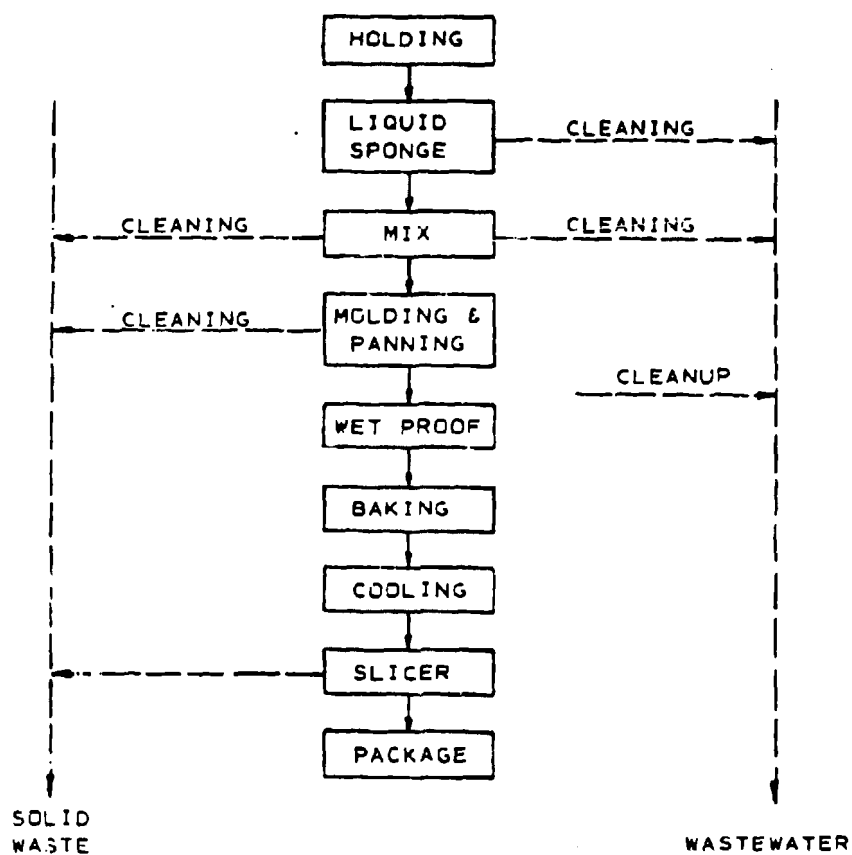 HOLDING
LIQUID
SPONGE
CLEANING
CLEANING
MIX
CLEANING
CLEANING
MOLDING &
PANNING
CLEANUP
WET PROOF
BAKING
COOLING
SLICER
PACKAGE
SOLID
WASTE
WASTEWATER